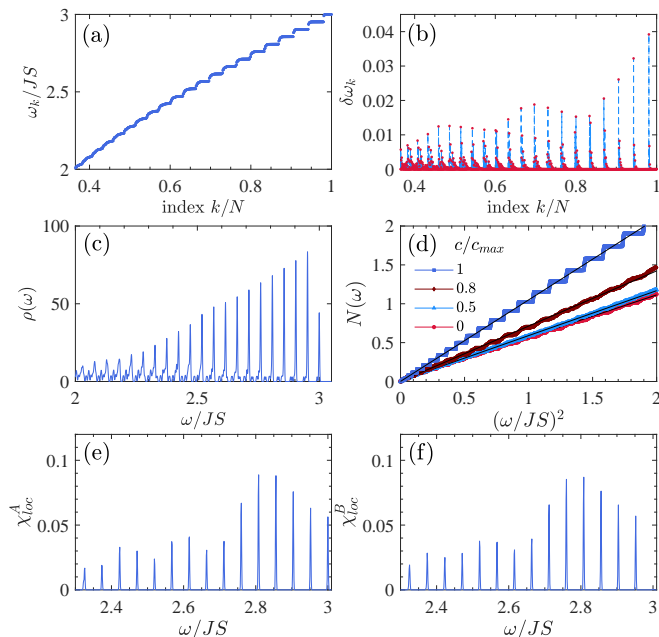 (a)
3
2.5
2
ω_k/JS
0.4 0.6 0.8 1
index k/N
(b)
0.04
0.03
0.02
0.01
0
δω_k
0.4 0.6 0.8 1
index k/N
(c)
100
50
0
ρ(ω)
2 2.5 3
ω/JS
(d)
c/c_max
1
0.8
0.5
0
2
1.5
1
0.5
0
N(ω)
0 0.5 1 1.5 2
(ω/JS)^2
(e)
0.1
0.05
0
χ^A_loc
2.4 2.6 2.8 3
ω/JS
(f)
0.1
0.05
0
χ^B_loc
2.4 2.6 2.8 3
ω/JS